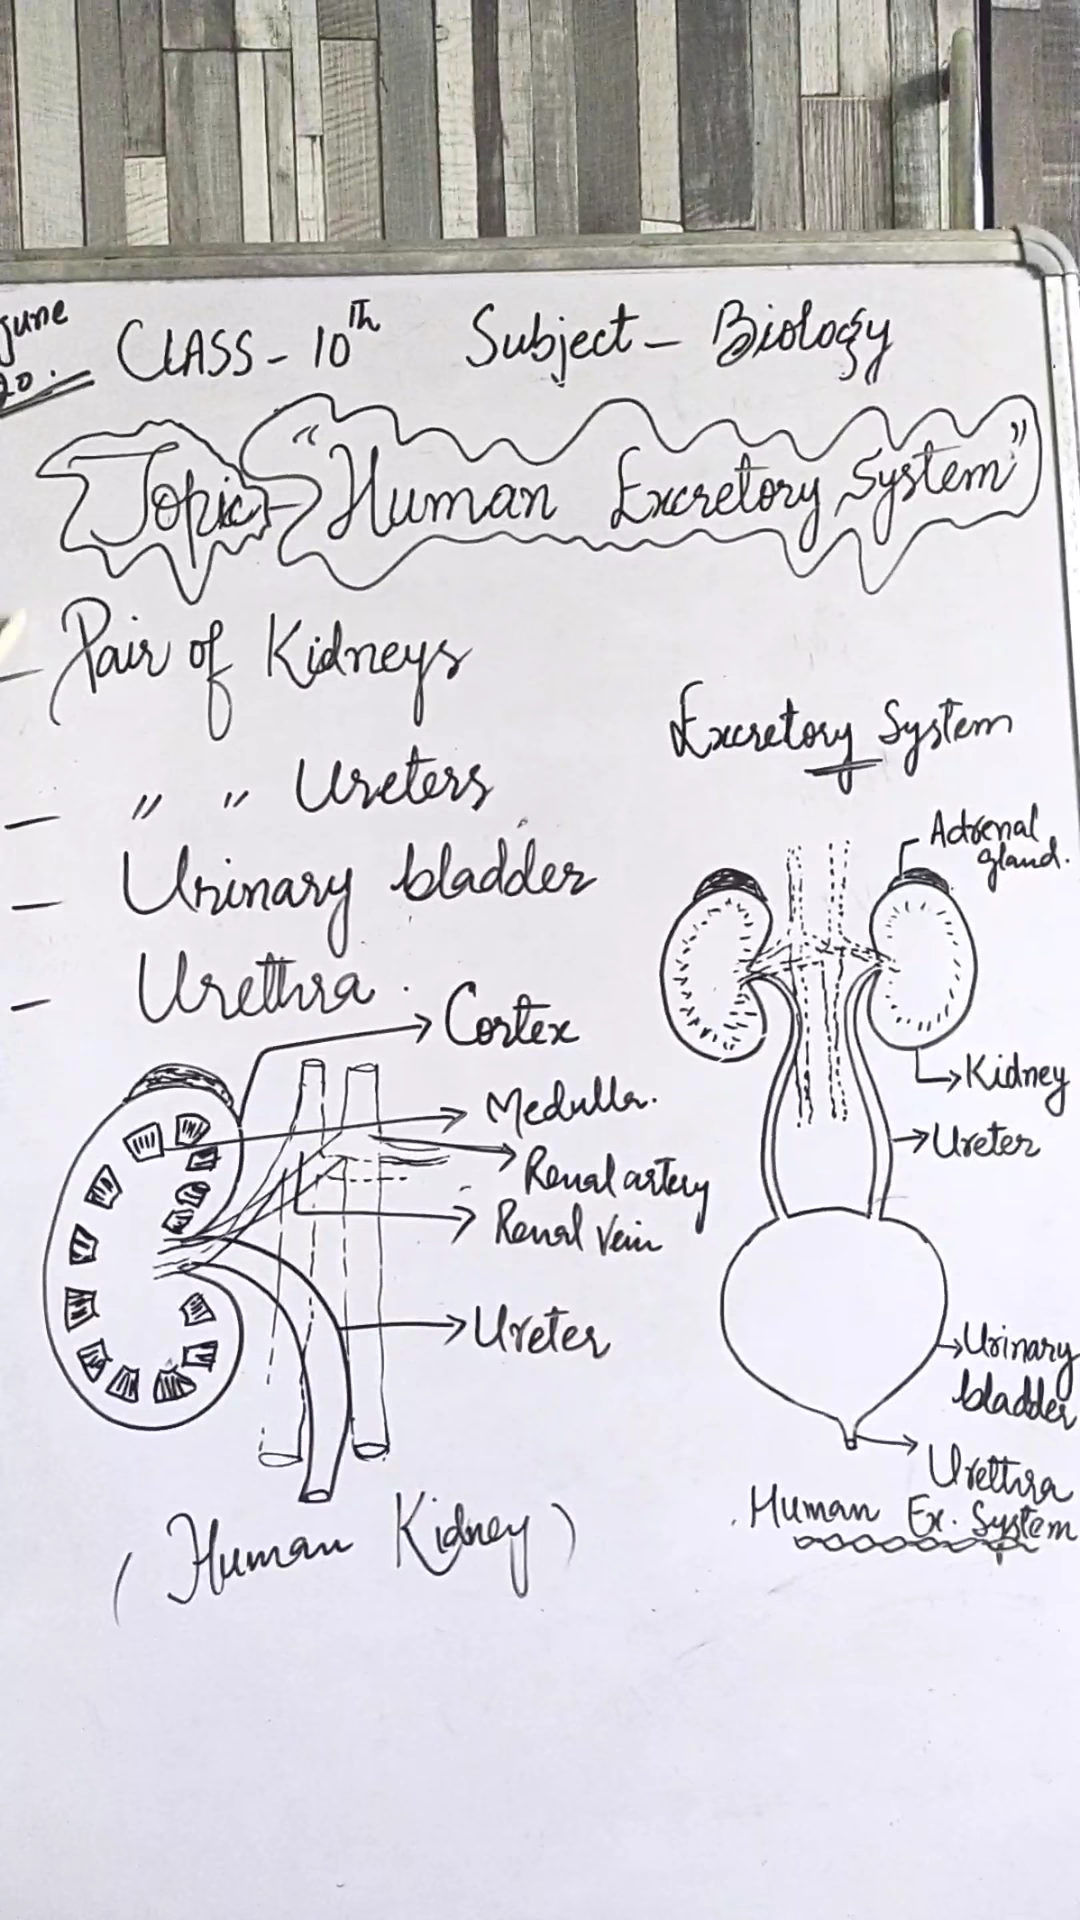 June
20.
CLASS - 10th Subject - Biology
Topic - "Human Excretory System"
- Pair of Kidneys
- " " Ureters
- Urinary bladder
- Urethra.
Cortex
Medulla.
Renal artery
Renal Vein
Ureter
(Human Kidney)
Excretory System
Adrenal
gland.
Kidney
Ureter
Urinary
bladder
Urethra
Human Ex. System